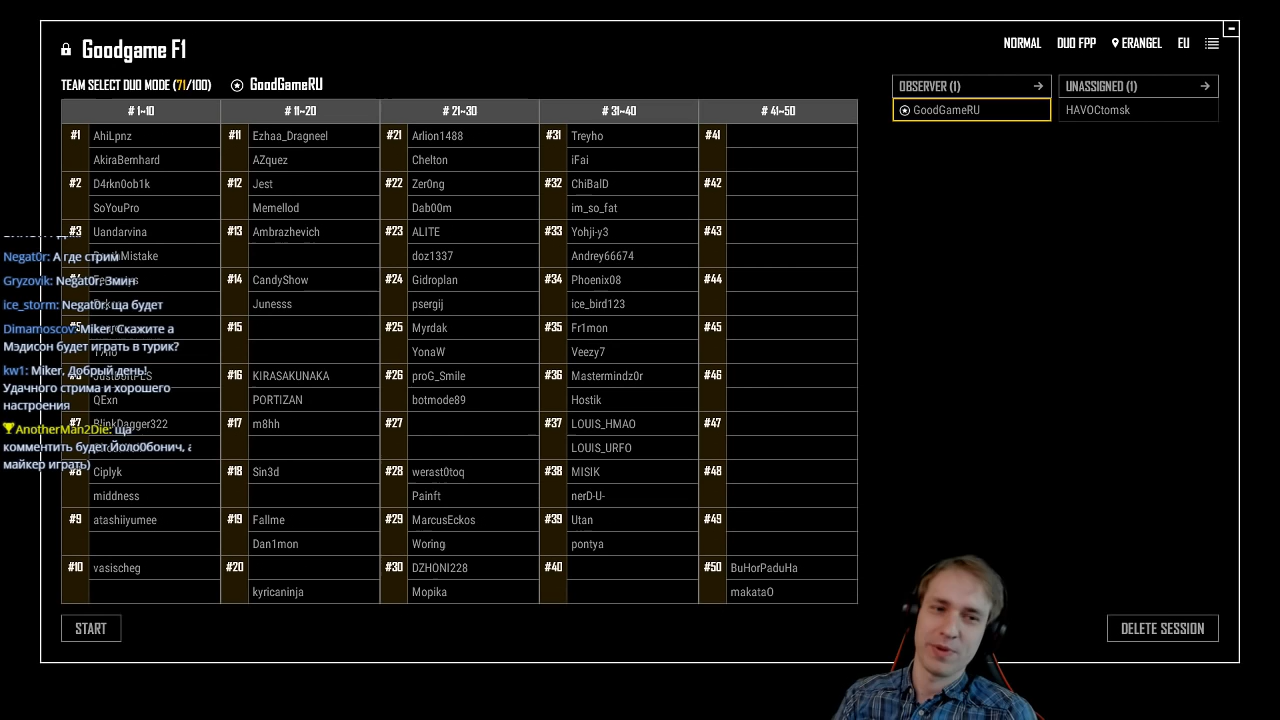 Goodgame F1
NORMAL DUO FPP ERANGEL EU
TEAM SELECT DUO MODE (71/100) GoodGameRU
OBSERVER (1) UNASSIGNED (1)
GoodGameRU HAVOCtomsk
# 1~10 # 11~20 # 21~30 # 31~40 # 41~50
#1 AhiLpnz #11 Ezhaa_Dragneel #21 Arlion1488 #31 Treyho #41
AkiraBernhard AZquez Chelton iFai
#2 D4rkn0ob1k #12 Jest #22 Zer0ng #32 ChiBaID #42
SoYouPro Memellod Dab00m im_so_fat
#3 Uandarvina #13 Ambrazhevich #23 ALITE #33 Yohji-y3 #43
doz1337 Andrey66674
#14 CandyShow #24 Gidroplan #34 Phoenix08 #44
Junesss psergij ice_bird123
#15 #25 Myrdak #35 Fr1mon #45
YonaW Veezy7
#16 KIRASAKUNAKA #26 proG_Smile #36 Mastermindz0r #46
QExn PORTIZAN botmode89 Hostik
#7 BlinkDagger322 #17 m8hh #27 #37 LOUIS_HMAO #47
LOUIS_URFO
#8 Ciplyk #18 Sin3d #28 werast0toq #38 MISIK #48
middness Painft nerD-U-
#9 atashiiyumee #19 Fallme #29 MarcusEckos #39 Utan #49
Dan1mon Woring pontya
#10 vasischeg #20 #30 DZHONI228 #40 #50 BuHorPaduHa
kyricaninja Mopika makataO
Negat0r: А где стрим
Gryzovik: Negat0r, Змин
ice_storm: Negat0r, ща будет
Dimamoscov: Miker, Скажите а
Мэдисон будет играть в турик?
kw1: Miker, Добрый день!
Удачного стрима и хорошего
настроения
AnotherMan2Die: ща
комментить будет Йоло0бонич, а
майкер играть)
START
DELETE SESSION